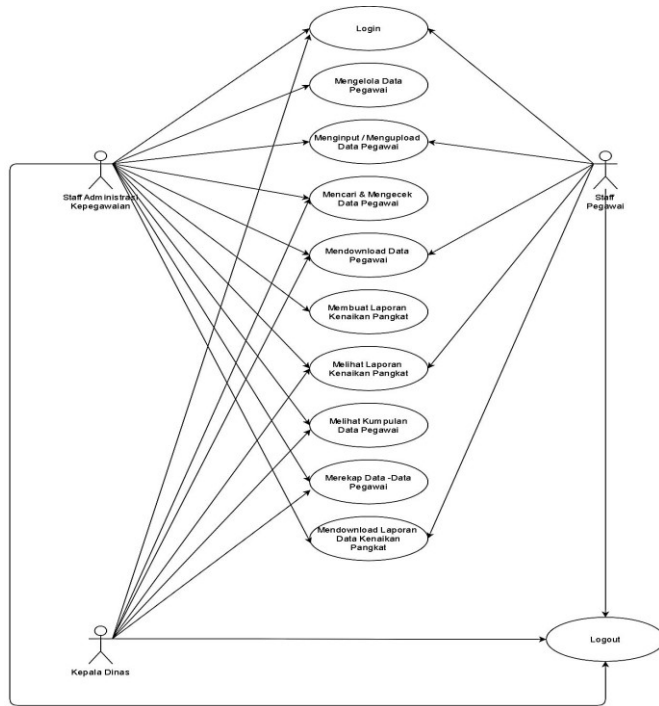 Login
Mengelola Data
Pegawai
Menginput / Mengupload
Data Pegawai
Staff Administrasi
Kepegawaian
Mencari & Mengecek
Data Pegawai
Staff
Pegawai
Mendownload Data
Pegawai
Membuat Laporan
Kenaikan Pangkat
Melihat Laporan
Kenaikan Pangkat
Melihat Kumpulan
Data Pegawai
Merekap Data -Data
Pegawai
Mendownload Laporan
Data Kenaikan
Pangkat
Logout
Kepala Dinas